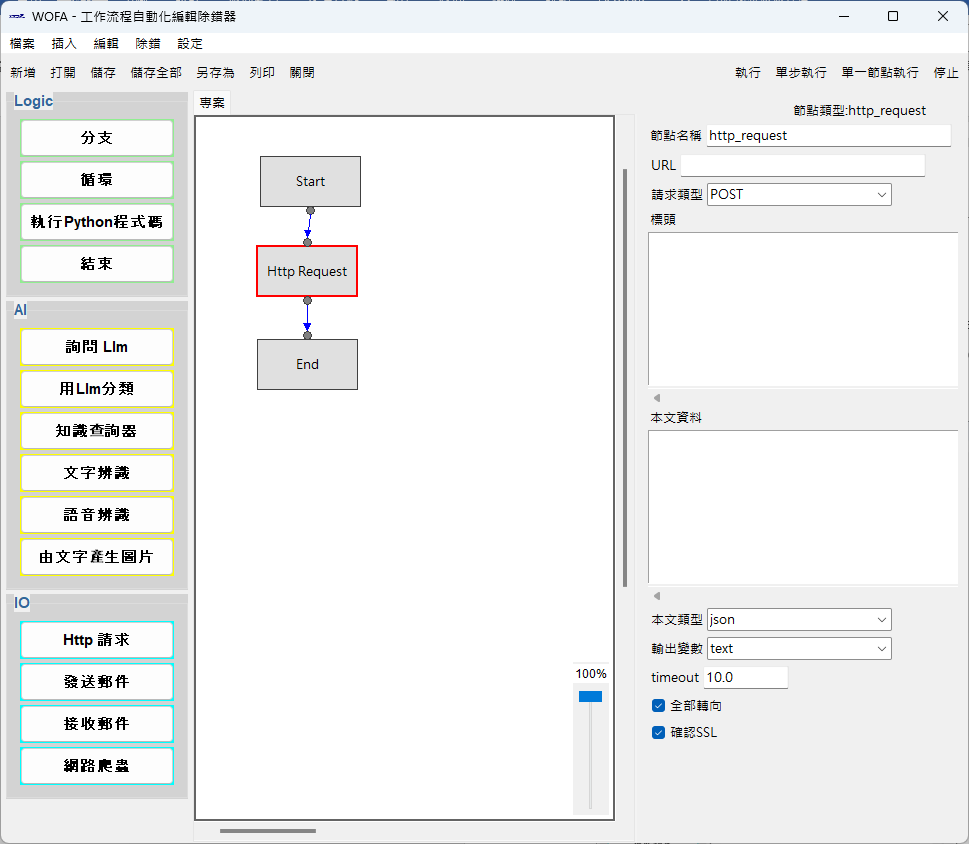 WOFA - 工作流程自動化編輯除錯器
檔案 插入 編輯 除錯 設定
新增 打開 儲存 儲存全部 另存為 列印 關閉 執行 單步執行 單一節點執行 停止
Logic
分支
循環
執行Python程式碼
結束
AI
詢問 Llm
用Llm分類
知識查詢器
文字辨識
語音辨識
由文字產生圖片
IO
Http 請求
發送郵件
接收郵件
網路爬蟲
專案
Start
Http Request
End
100%
節點類型:http_request
節點名稱 http_request
URL
請求類型 POST
標頭
本文資料
本文類型 json
輸出變數 text
timeout 10.0
全部轉向
確認SSL